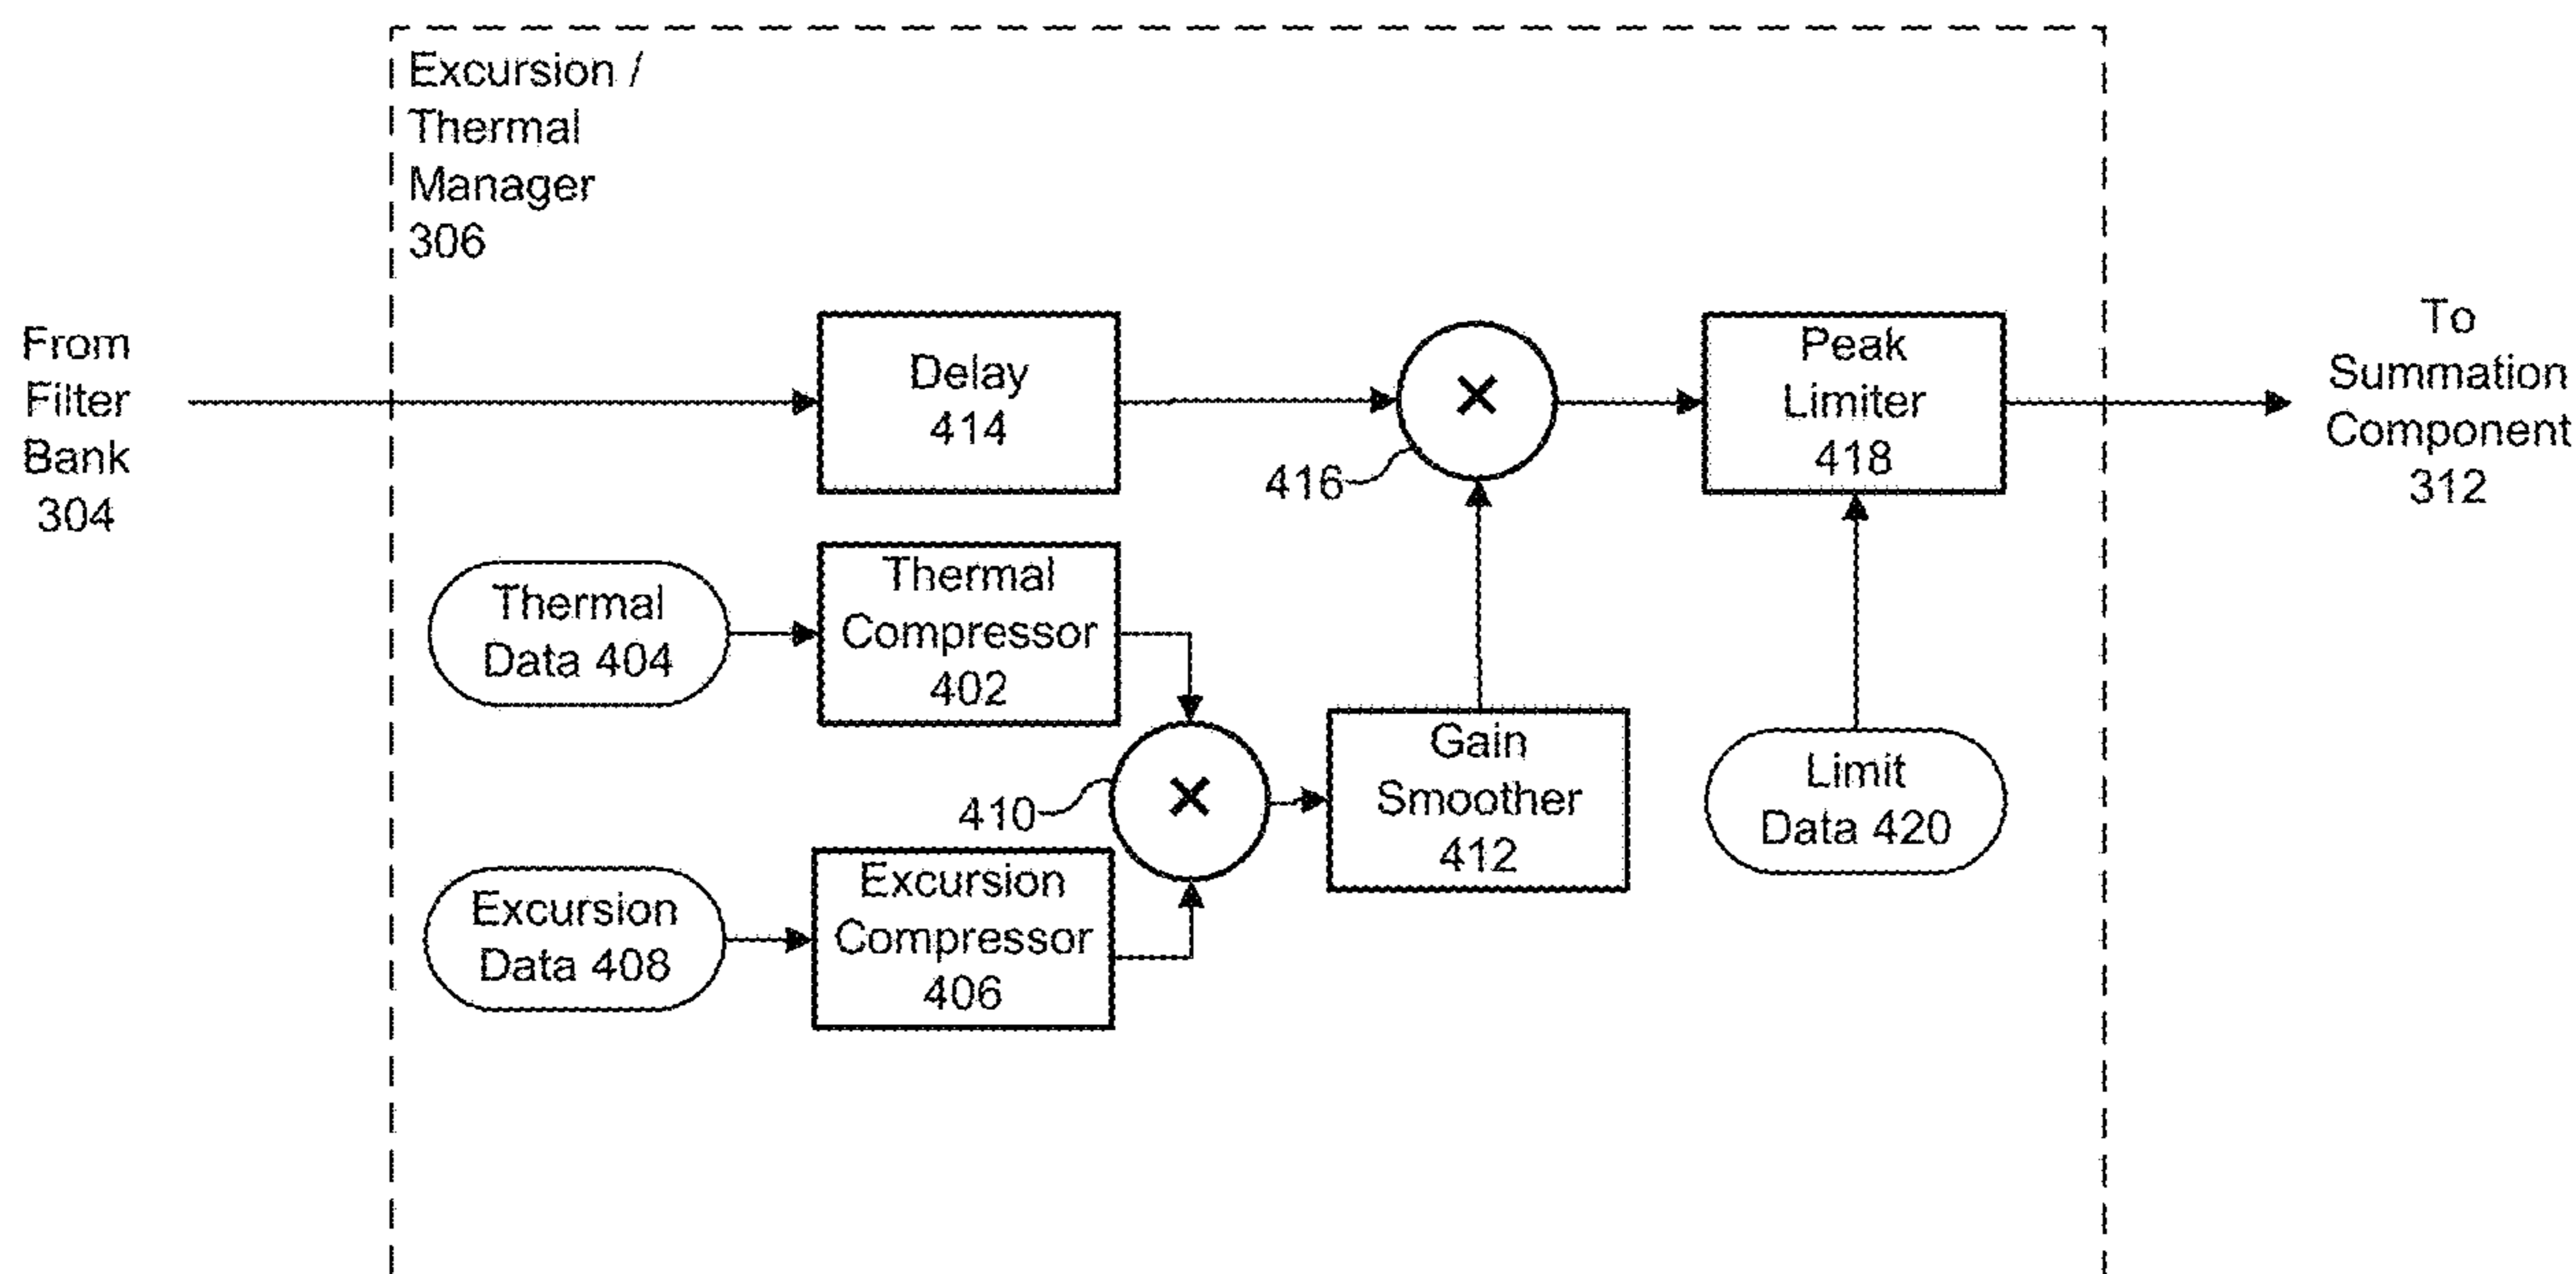 Excursion /
Thermal
Manager
306
From
Filter
Bank
304
Delay
414
×
416
Peak
Limiter
418
To
Summation
Component
312
Thermal
Data 404
Thermal
Compressor
402
×
410
Gain
Smoother
412
Limit
Data 420
Excursion
Data 408
Excursion
Compressor
406